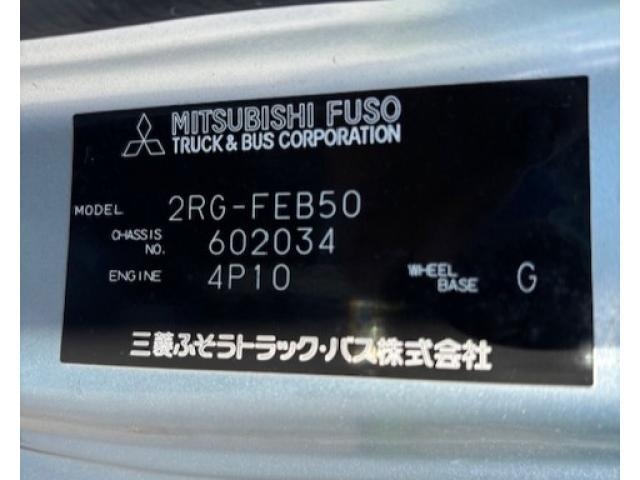 MITSUBISHI FUSO
TRUCK & BUS CORPORATION
MODEL 2RG-FEB50
CHASSIS NO. 602034
ENGINE 4P10 WHEEL BASE G
三菱ふそうトラック・バス株式会社